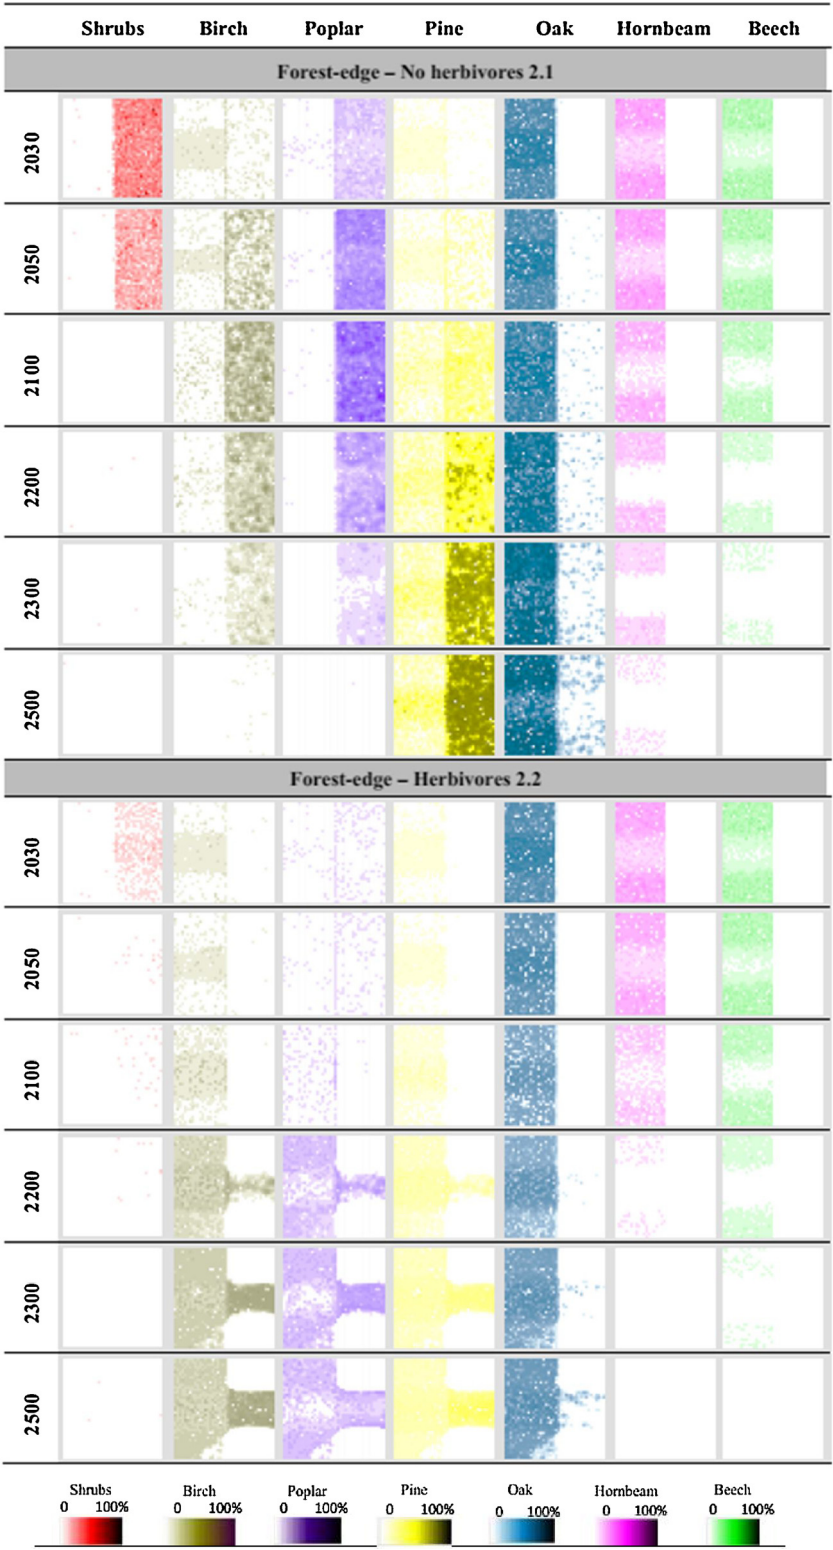 Shrubs Birch Poplar Pine Oak Hornbeam Beech
Forest-edge – No herbivores 2.1
2030
2050
2100
2200
2300
2500
Forest-edge – Herbivores 2.2
2030
2050
2100
2200
2300
2500
Shrubs Birch Poplar Pine Oak Hornbeam Beech
0 100% 0 100% 0 100% 0 100% 0 100% 0 100% 0 100%